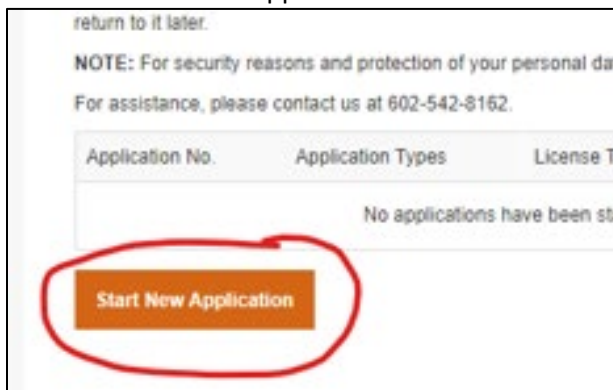 return to it later.
NOTE: For security reasons and protection of your personal da
For assistance, please contact us at 602-542-8162.
Application No. Application Types License T
No applications have been st
Start New Application